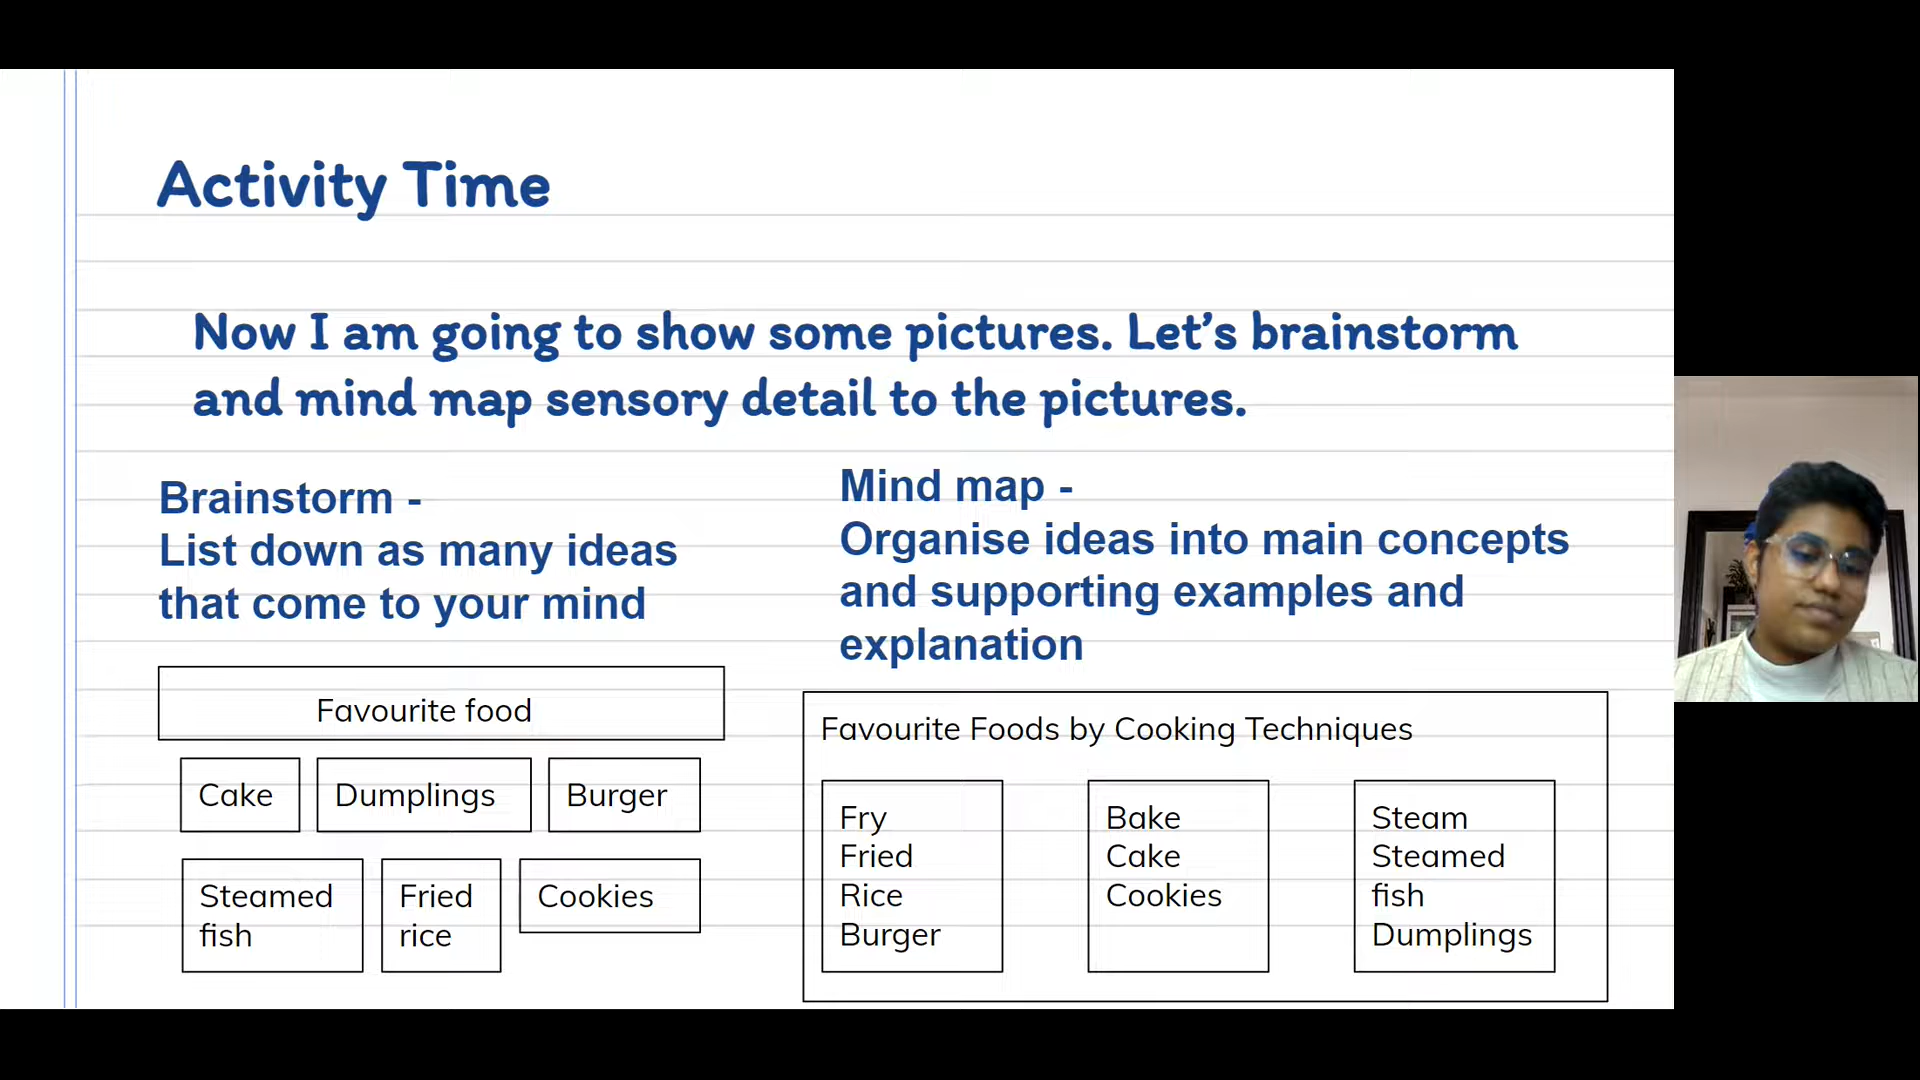 Activity Time
Now I am going to show some pictures. Let’s brainstorm
and mind map sensory detail to the pictures.
Brainstorm -
List down as many ideas
that come to your mind
Favourite food
Cake
Dumplings
Burger
Steamed
fish
Fried
rice
Cookies
Mind map -
Organise ideas into main concepts
and supporting examples and
explanation
Favourite Foods by Cooking Techniques
Fry
Fried
Rice
Burger
Bake
Cake
Cookies
Steam
Steamed
fish
Dumplings